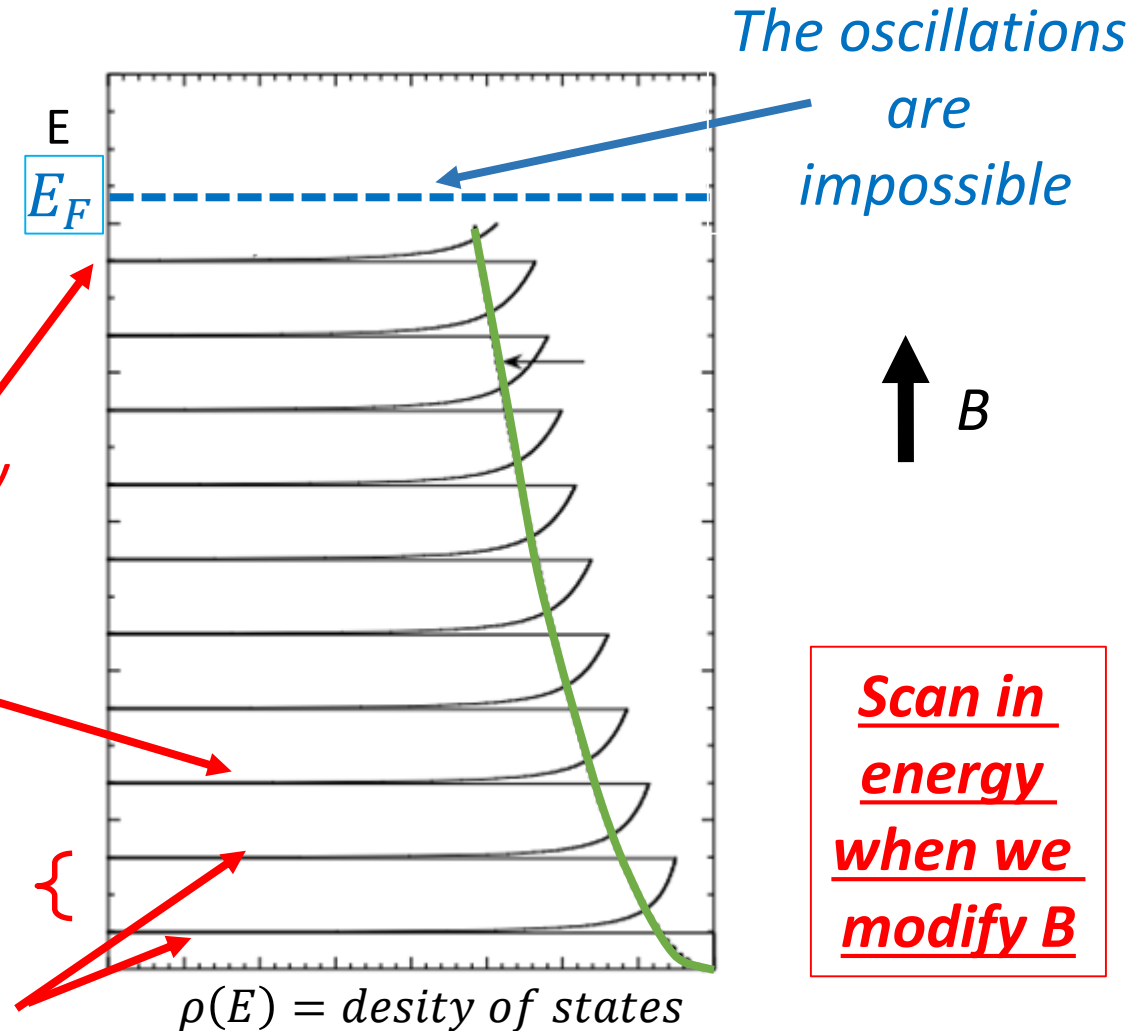 The oscillations
are
impossible
E
E_F
B
Scan in
energy
when we
modify B
{
ρ(E) = desity of states